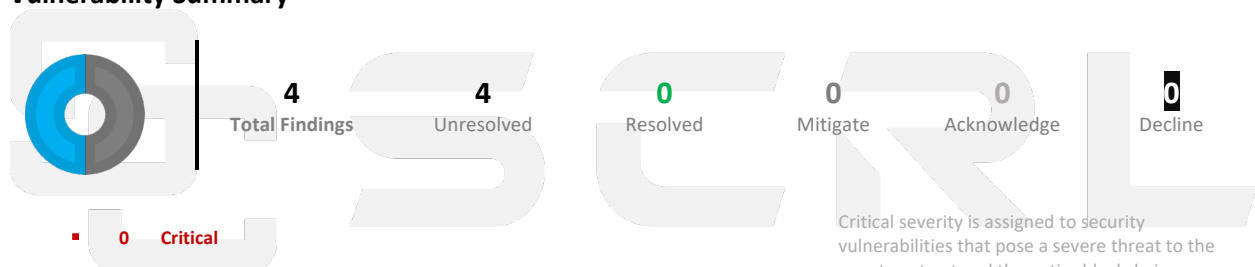 Vulnerability Summary
4 4 0 0 0 0
Total Findings Unresolved Resolved Mitigate Acknowledge Decline
SCRL
▪ 0 Critical
Critical severity is assigned to security
vulnerabilities that pose a severe threat to the